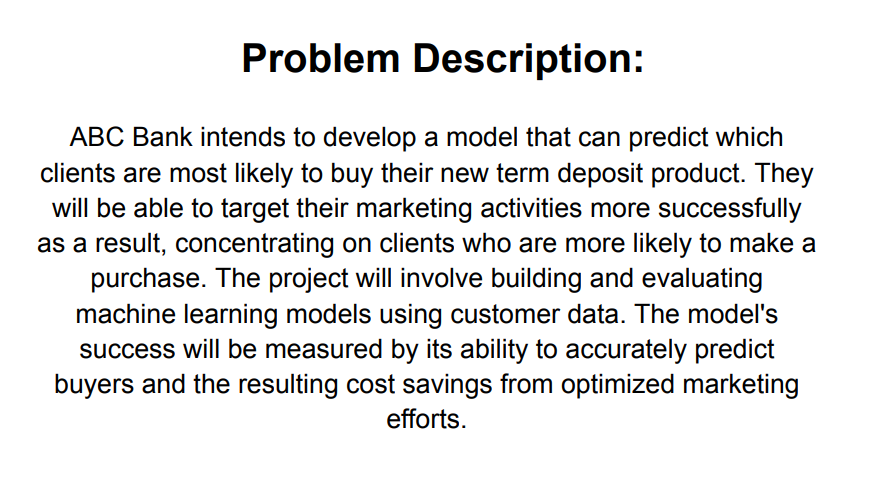 Problem Description:
ABC Bank intends to develop a model that can predict which
clients are most likely to buy their new term deposit product. They
will be able to target their marketing activities more successfully
as a result, concentrating on clients who are more likely to make a
purchase. The project will involve building and evaluating
machine learning models using customer data. The model's
success will be measured by its ability to accurately predict
buyers and the resulting cost savings from optimized marketing
efforts.